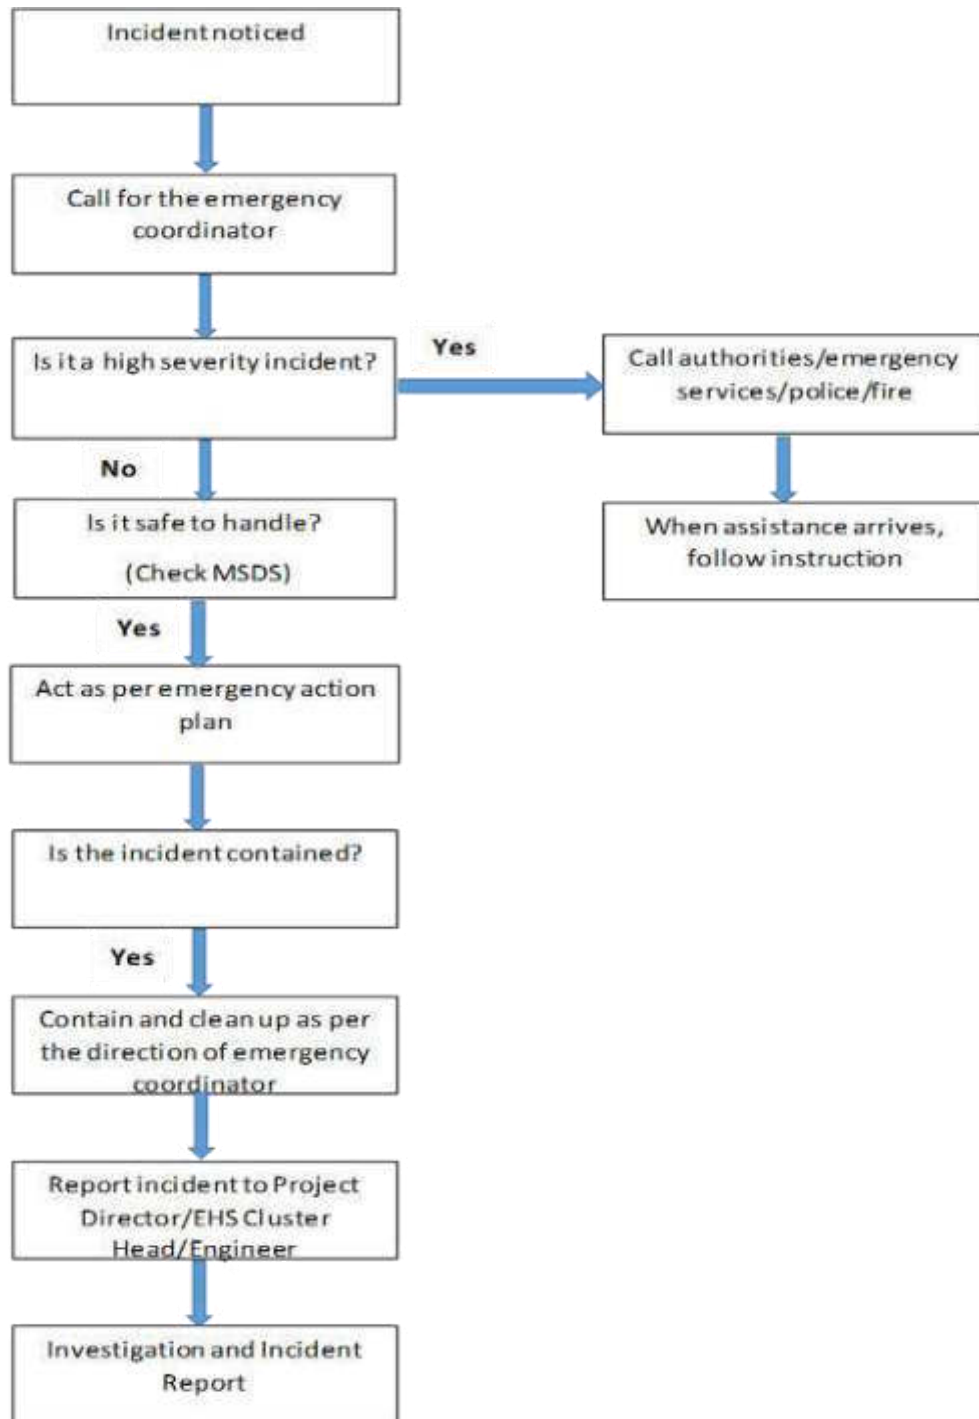 Incident noticed
Call for the emergency
coordinator
Is it a high severity incident?
Yes
Call authorities/emergency
services/police/fire
When assistance arrives,
follow instruction
No
Is it safe to handle?
(Check MSDS)
Yes
Act as per emergency action
plan
Is the incident contained?
Yes
Contain and clean up as per
the direction of emergency
coordinator
Report incident to Project
Director/EHS Cluster
Head/Engineer
Investigation and Incident
Report